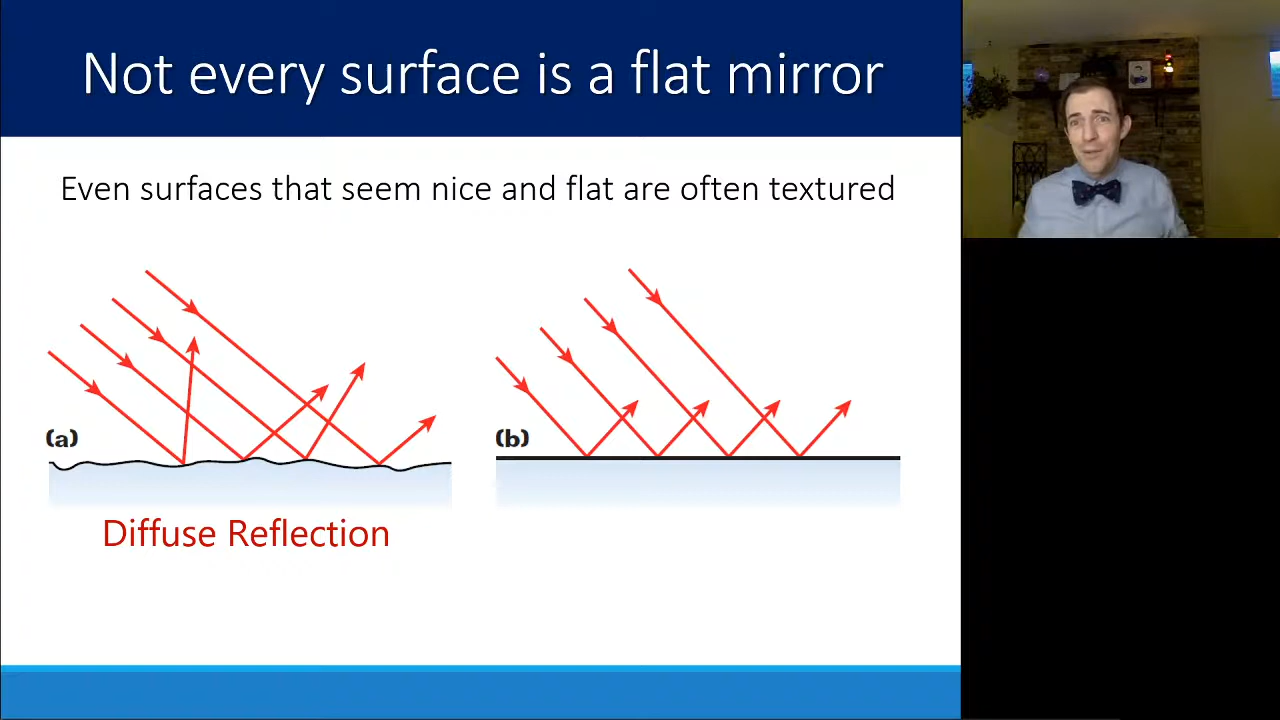 Not every surface is a flat mirror
Even surfaces that seem nice and flat are often textured
(a)
(b)
Diffuse Reflection